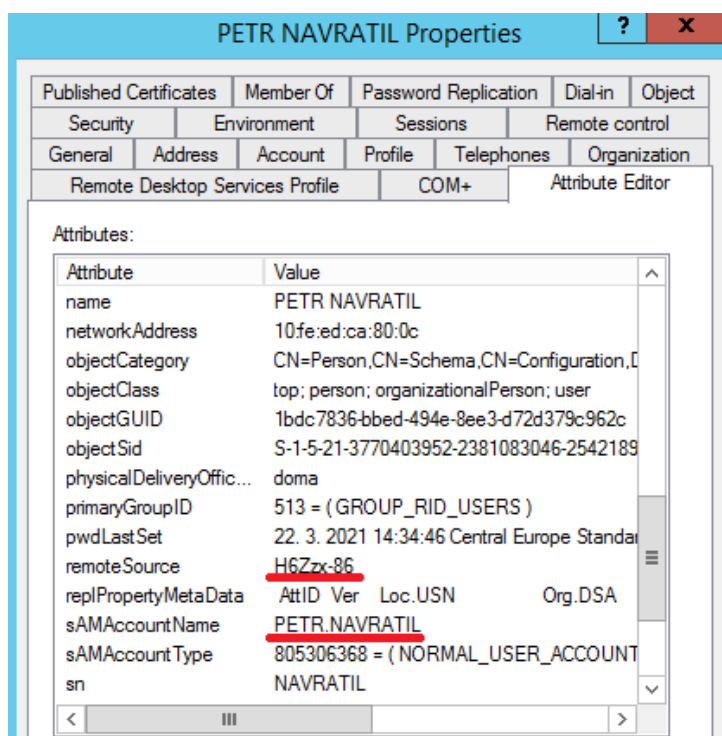 PETR NAVRATIL Properties ? x
Published Certificates Member Of Password Replication Dial-in Object
Security Environment Sessions Remote control
General Address Account Profile Telephones Organization
Remote Desktop Services Profile COM+ Attribute Editor
Attributes:
Attribute Value
name PETR NAVRATIL
networkAddress 10:fe:ed:ca:80:0c
objectCategory CN=Person,CN=Schema,CN=Configuration,D
objectClass top; person; organizationalPerson; user
objectGUID 1bdc7836-bbed-494e-8ee3-d72d379c962c
objectSid S-1-5-21-3770403952-2381083046-2542189
physicalDeliveryOffic... doma
primaryGroupID 513 = ( GROUP_RID_USERS )
pwdLastSet 22. 3. 2021 14:34:46 Central Europe Standar
remoteSource H6Zzx-86
replPropertyMetaData AttID Ver Loc.USN Org.DSA
sAMAccountName PETR.NAVRATIL
sAMAccountType 805306368 = ( NORMAL_USER_ACCOUNT
sn NAVRATIL